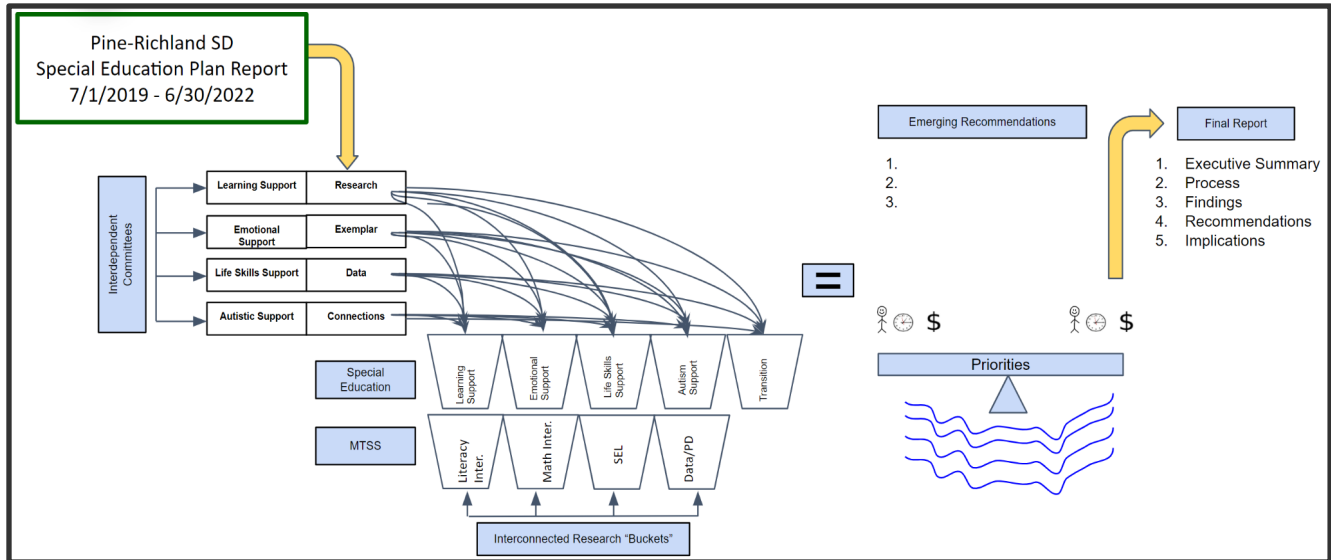 Pine-Richland SD
Special Education Plan Report
7/1/2019 - 6/30/2022
Emerging Recommendations
1.
2.
3.
Final Report
1. Executive Summary
2. Process
3. Findings
4. Recommendations
5. Implications
Interdependent
Committees
Learning Support
Research
Emotional
Support
Exemplar
Life Skills Support
Data
Autistic Support
Connections
=
$
$
Priorities
Special
Education
Learning
Support
Emotional
Support
Life Skills
Support
Autism
Support
Transition
MTSS
Literacy
Inter.
Math Inter.
SEL
Data/PD
Interconnected Research “Buckets”